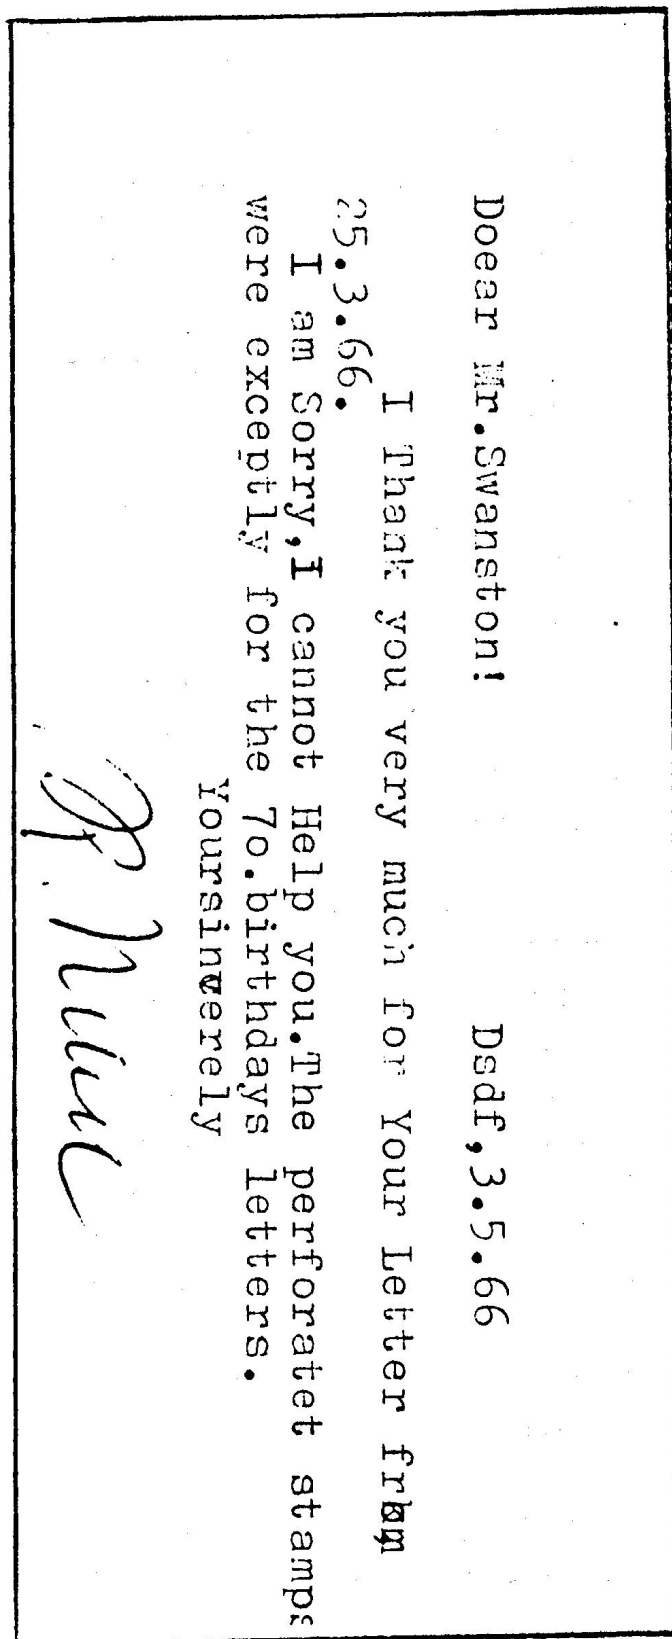 Dsdf,3.5.66
Doear Mr.Swanston!
I Thank you very much for Your Letter from
25.3.66.
I am Sorry,I cannot Help you.The perforatet stamps
were exceptly for the 7o.birthdays letters.
Yoursincerely